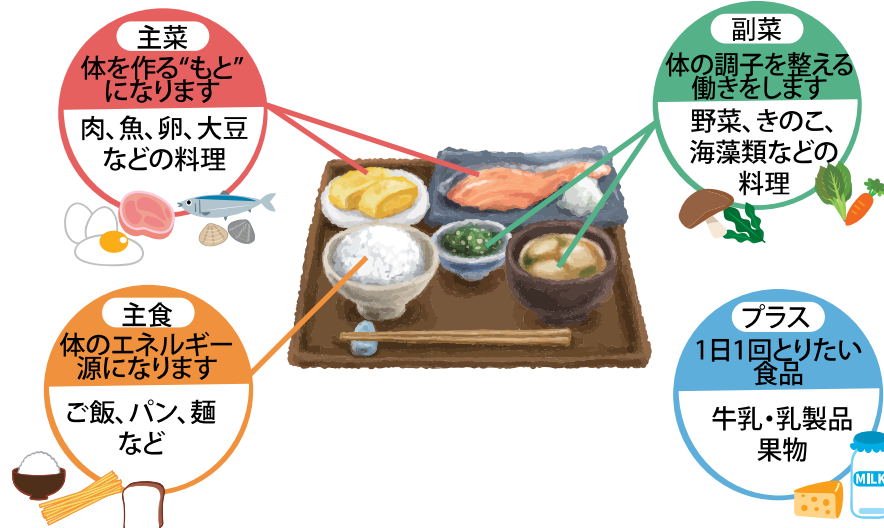 主菜
体を作る“もと”
になります
肉、魚、卵、大豆
などの料理
副菜
体の調子を整える
働きをします
野菜、きのこ、
海藻類などの
料理
主食
体のエネルギー
源になります
ご飯、パン、麺
など
プラス
1日1回とりたい
食品
牛乳・乳製品
果物
MILK